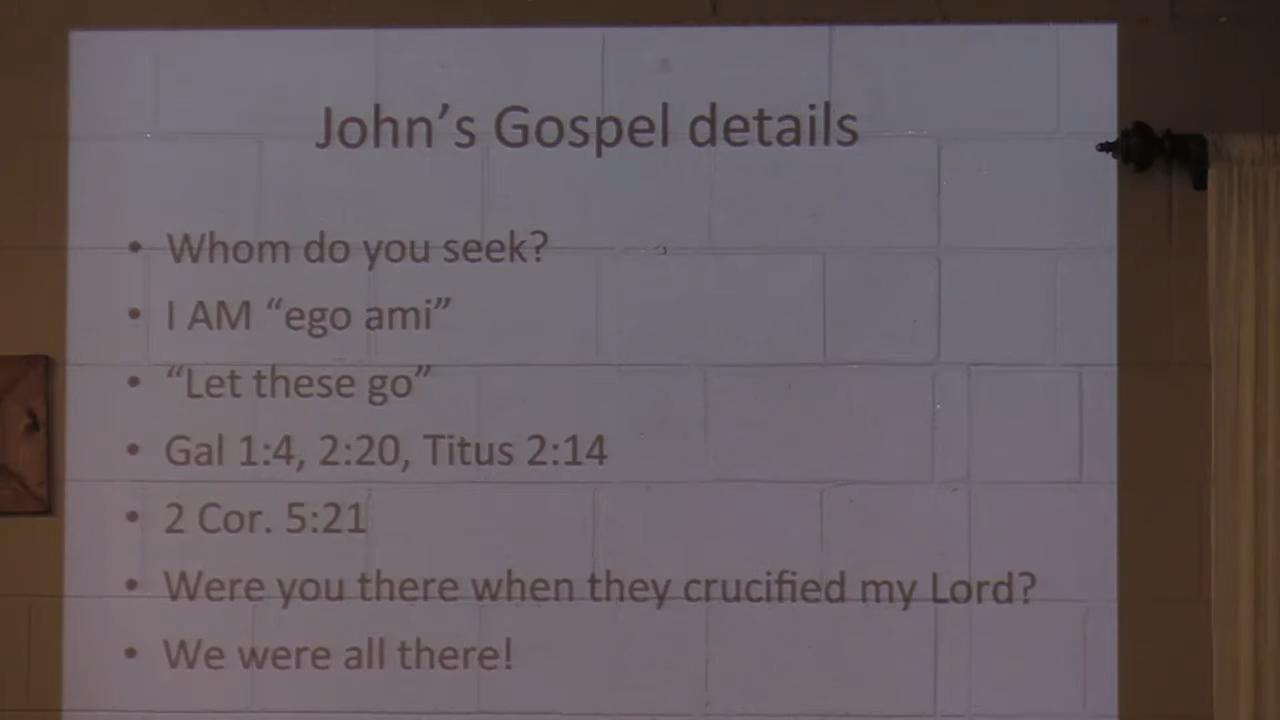 John’s Gospel details
• Whom do you seek?
• I AM “ego ami”
• “Let these go”
• Gal 1:4, 2:20, Titus 2:14
• 2 Cor. 5:21
• Were you there when they crucified my Lord?
• We were all there!